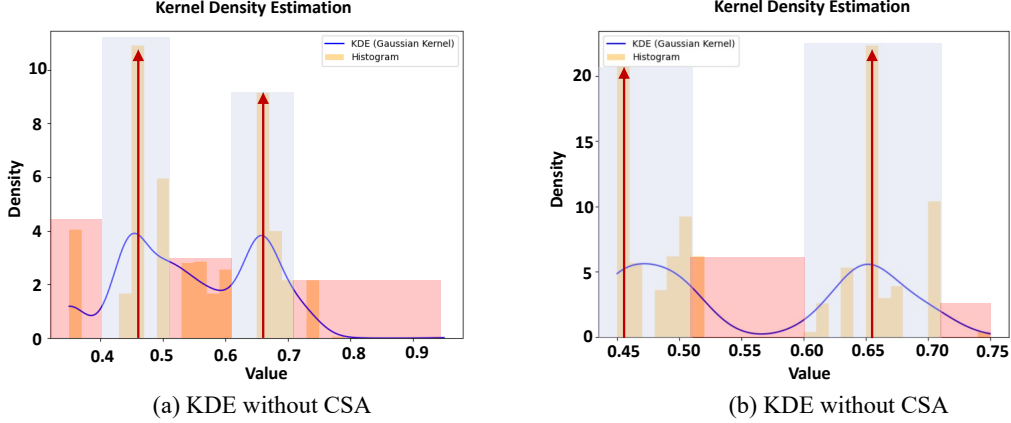 Kernel Density Estimation
KDE (Gaussian Kernel)
Histogram
10
8
6
4
2
0
Density
0.4 0.5 0.6 0.7 0.8 0.9
Value
(a) KDE without CSA
Kernel Density Estimation
KDE (Gaussian Kernel)
Histogram
20
15
10
5
0
Density
0.45 0.50 0.55 0.60 0.65 0.70 0.75
Value
(b) KDE without CSA